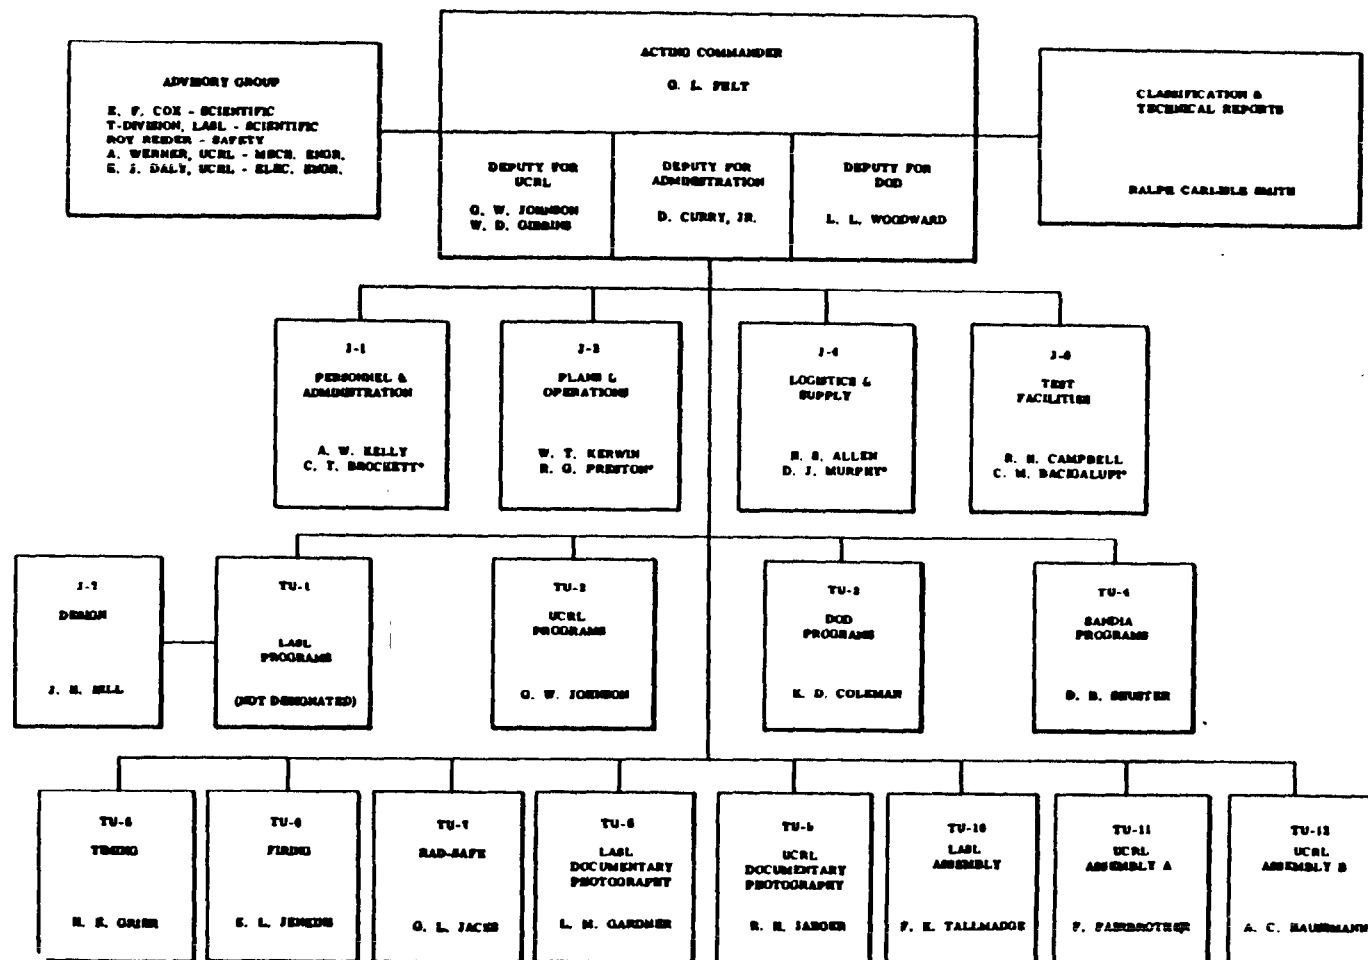 ACTING COMMANDER
G. L. FELT
ADVISORY GROUP
E. F. COX - SCIENTIFIC
T-DIVISION, LASL - SCIENTIFIC
ROY REIDER - SAFETY
A. WERNER, UCRL - MECH. ENGR.
E. J. DALY, UCRL - ELEC. ENGR.
CLASSIFICATION &
TECHNICAL REPORTS
RALPH CARLISLE SMITH
DEPUTY FOR
UCRL
G. W. JOHNSON
W. D. GIBBINS
DEPUTY FOR
ADMINISTRATION
D. CURRY, JR.
DEPUTY FOR
DOD
L. L. WOODWARD
J-1
PERSONNEL &
ADMINISTRATION
A. W. KELLY
C. T. BROCKETT*
J-3
PLANS &
OPERATIONS
W. T. KERWIN
R. G. PRESTON*
J-4
LOGISTICS &
SUPPLY
H. S. ALLEN
D. J. MURPHY*
J-6
TEST
FACILITIES
R. H. CAMPBELL
C. M. BACIGALUPI*
J-7
DESIGN
J. H. HILL
TU-1
LASL
PROGRAMS
(NOT DESIGNATED)
TU-2
UCRL
PROGRAMS
G. W. JOHNSON
TU-3
DOD
PROGRAMS
K. D. COLEMAN
TU-4
SANDIA
PROGRAMS
D. B. SHUSTER
TU-5
TIMING
H. E. GRIER
TU-6
FIRING
E. L. JENKINS
TU-7
RAD-SAFE
G. L. JACKS
TU-8
LASL
DOCUMENTARY
PHOTOGRAPHY
L. M. GARDNER
TU-9
UCRL
DOCUMENTARY
PHOTOGRAPHY
R. H. JAEGER
TU-10
LASL
ASSEMBLY
F. K. TALLMADGE
TU-11
UCRL
ASSEMBLY A
F. FAIRBROTHER
TU-12
UCRL
ASSEMBLY B
A. C. HAUSSMANN